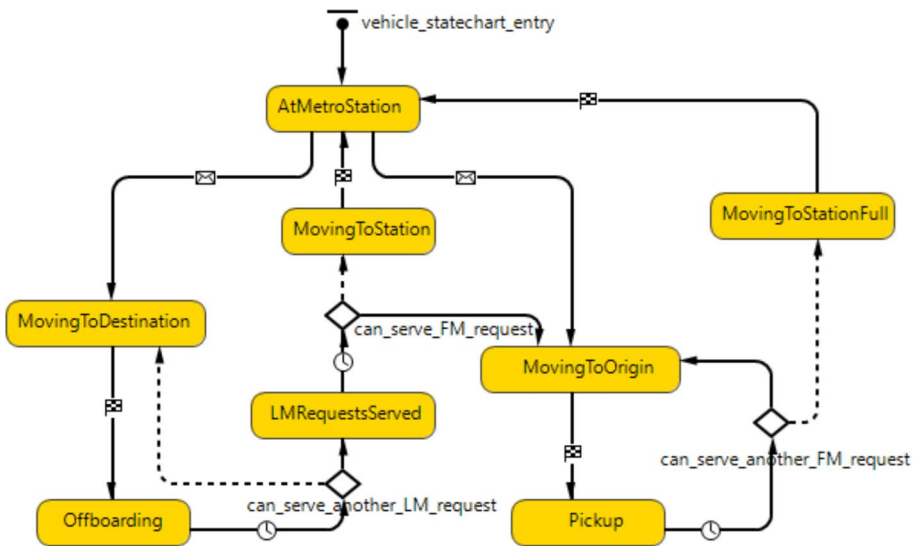 vehicle_statechart_entry
AtMetroStation
MovingToStation
MovingToStationFull
MovingToDestination
can_serve_FM_request
MovingToOrigin
LMRequestsServed
can_serve_another_FM_request
can_serve_another_LM_request
Offboarding
Pickup